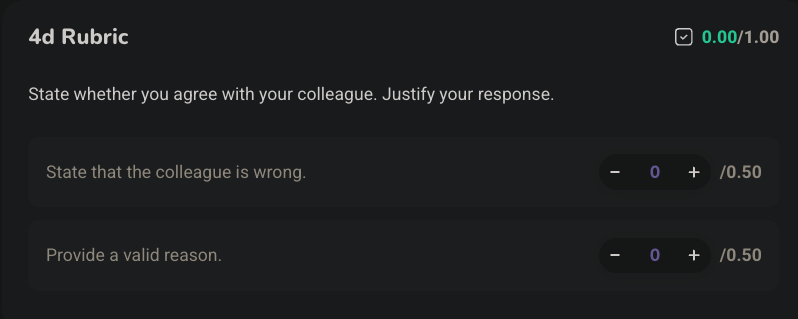 4d Rubric
0.00/1.00
State whether you agree with your colleague. Justify your response.
State that the colleague is wrong.
− 0 + /0.50
Provide a valid reason.
− 0 + /0.50